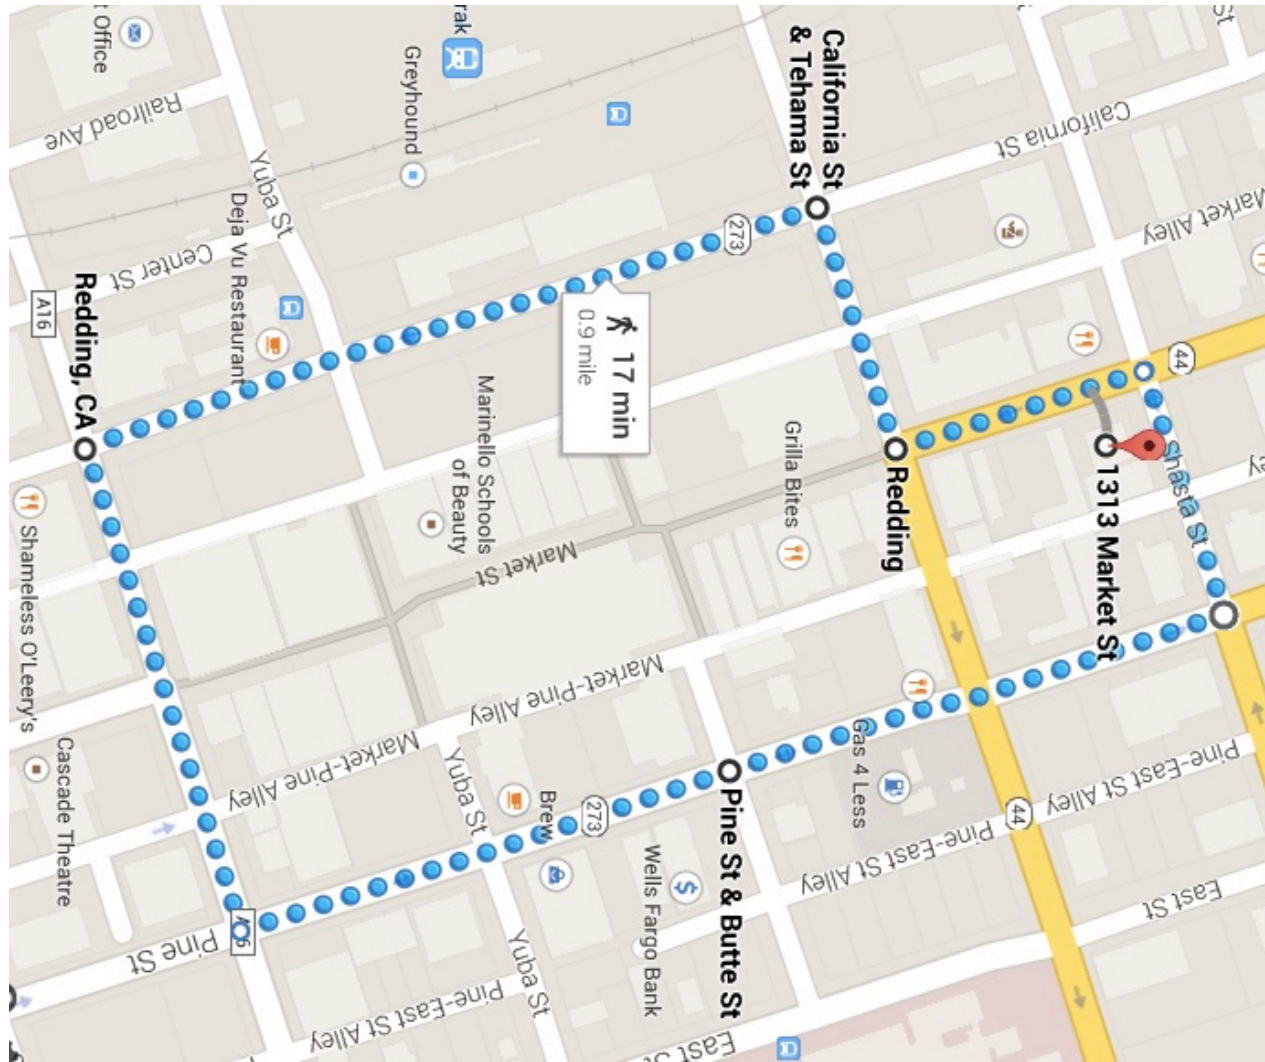 t Office
rak
Greyhound
Railroad Ave
Yuba St
Center St
Deja Vu Restaurant
A16
Redding, CA
Shameless O'Leery's
Cascade Theatre
California St
& Tehama St
California St
Market Alley
273
17 min
0.9 mile
Marinello Schools
of Beauty
Market St
Grilla Bites
Redding
44
1313 Market St
Shasta St
Market-Pine Alley
Market-Pine Alley
Yuba St
Brew
273
Gas 4 Less
Pine St & Butte St
Wells Fargo Bank
44
Pine-East St Alley
Pine-East St Alley
East St
Pine St
Yuba St
Pine-East St Alley
East St